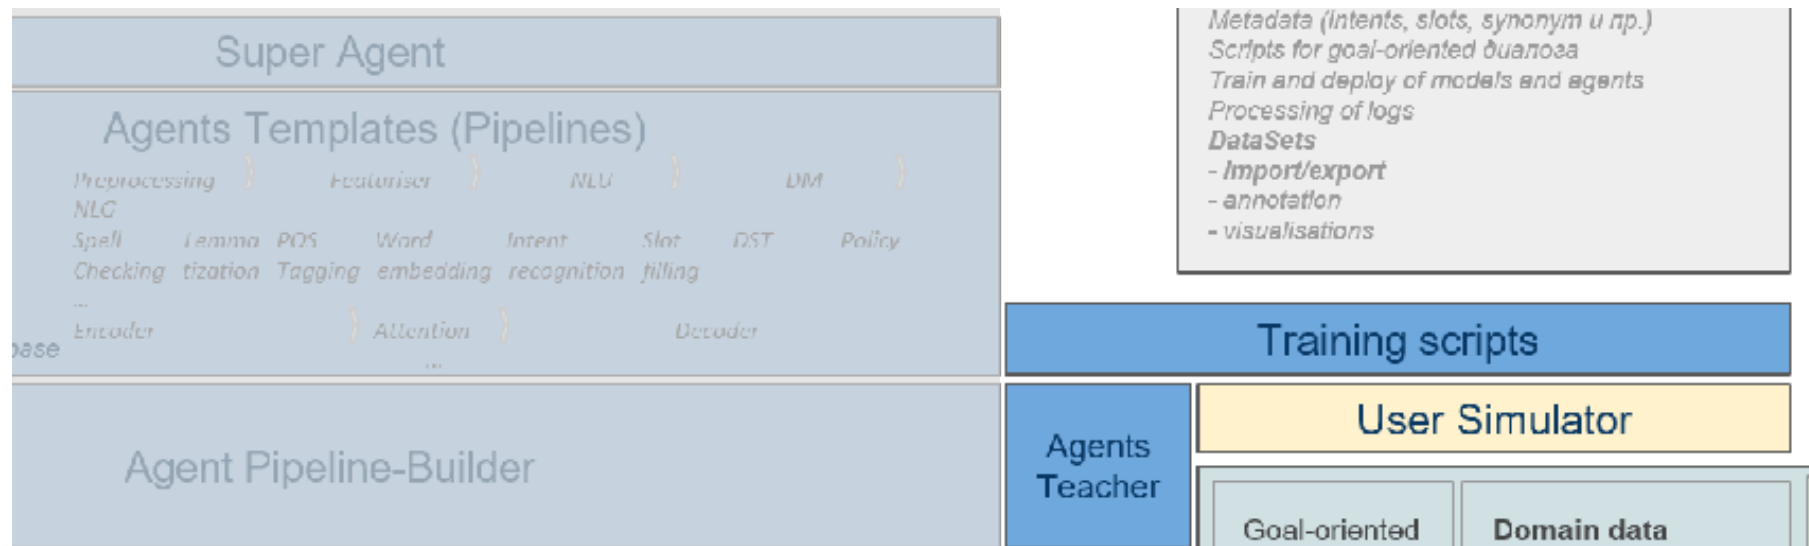 Super Agent
Agents Templates (Pipelines)
Preprocessing } Featuriser } NLU } DM }
NLG
Spell Lemma POS Word Intent Slot DST Policy
Checking tization Tagging embedding recognition filling
...
Encoder } Attention } Decoder
...
base
Agent Pipeline-Builder
Metadata (intents, slots, synonym и пр.)
Scripts for goal-oriented диалога
Train and deploy of models and agents
Processing of logs
DataSets
- Import/export
- annotation
- visualisations
Training scripts
Agents
Teacher
User Simulator
Goal-oriented
Domain data